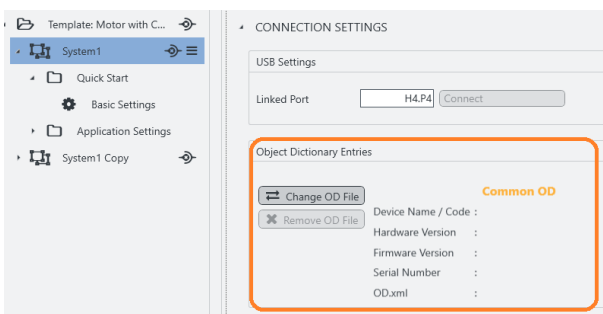 Template: Motor with C...
System1
Quick Start
Basic Settings
Application Settings
System1 Copy
CONNECTION SETTINGS
USB Settings
Linked Port H4.P4 Connect
Object Dictionary Entries
Change OD File
Remove OD File
Common OD
Device Name / Code :
Hardware Version :
Firmware Version :
Serial Number :
OD.xml :